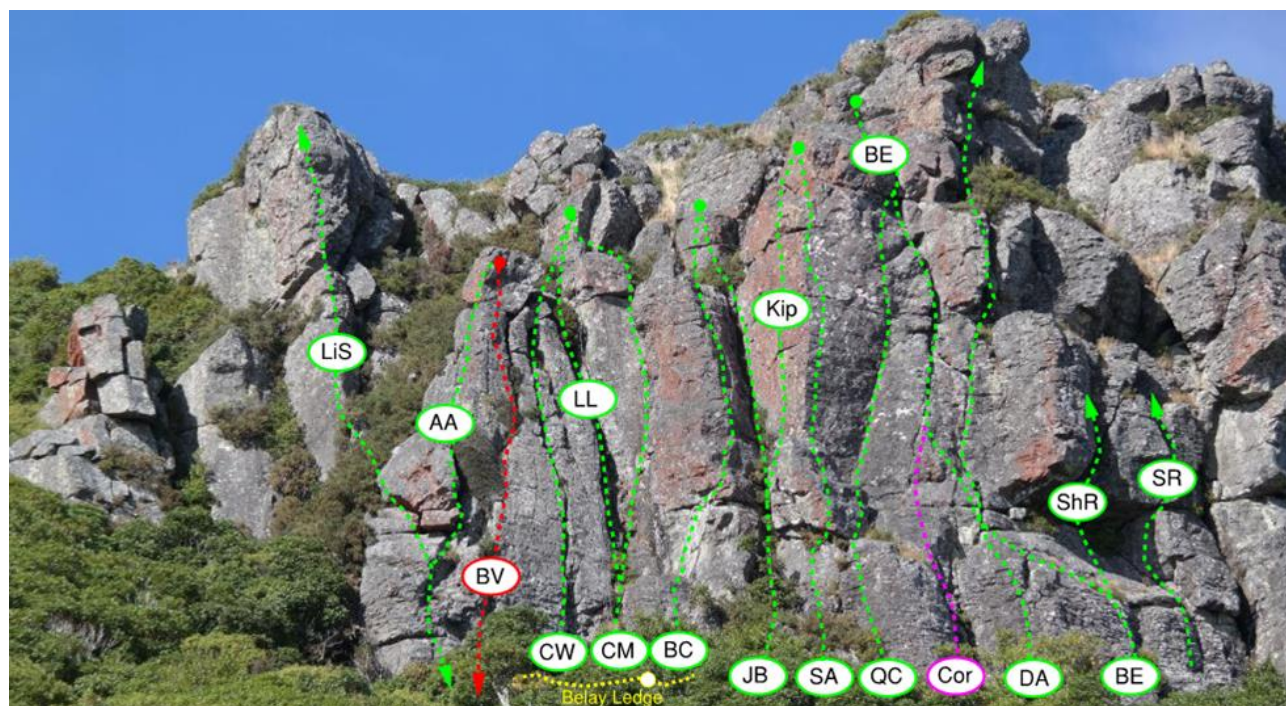 BE
Kip
LiS
LL
AA
SR
ShR
BV
CW
CM
BC
JB
SA
QC
Cor
DA
BE
Belay Ledge